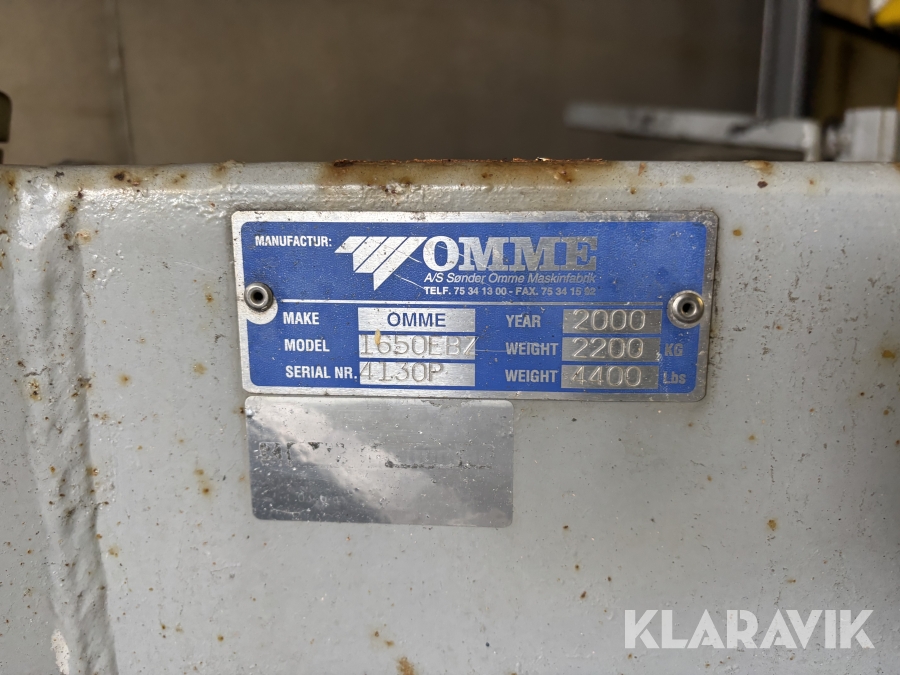 MANUFACTUR: OMME
A/S Sønder Omme Maskinfabrik
TELF. 75 34 13 00 - FAX. 75 34 15 92
MAKE OMME YEAR 2000
MODEL 1650EBZ WEIGHT 2200 KG
SERIAL NR. 4130P WEIGHT 4400 Lbs
KLARAVIK